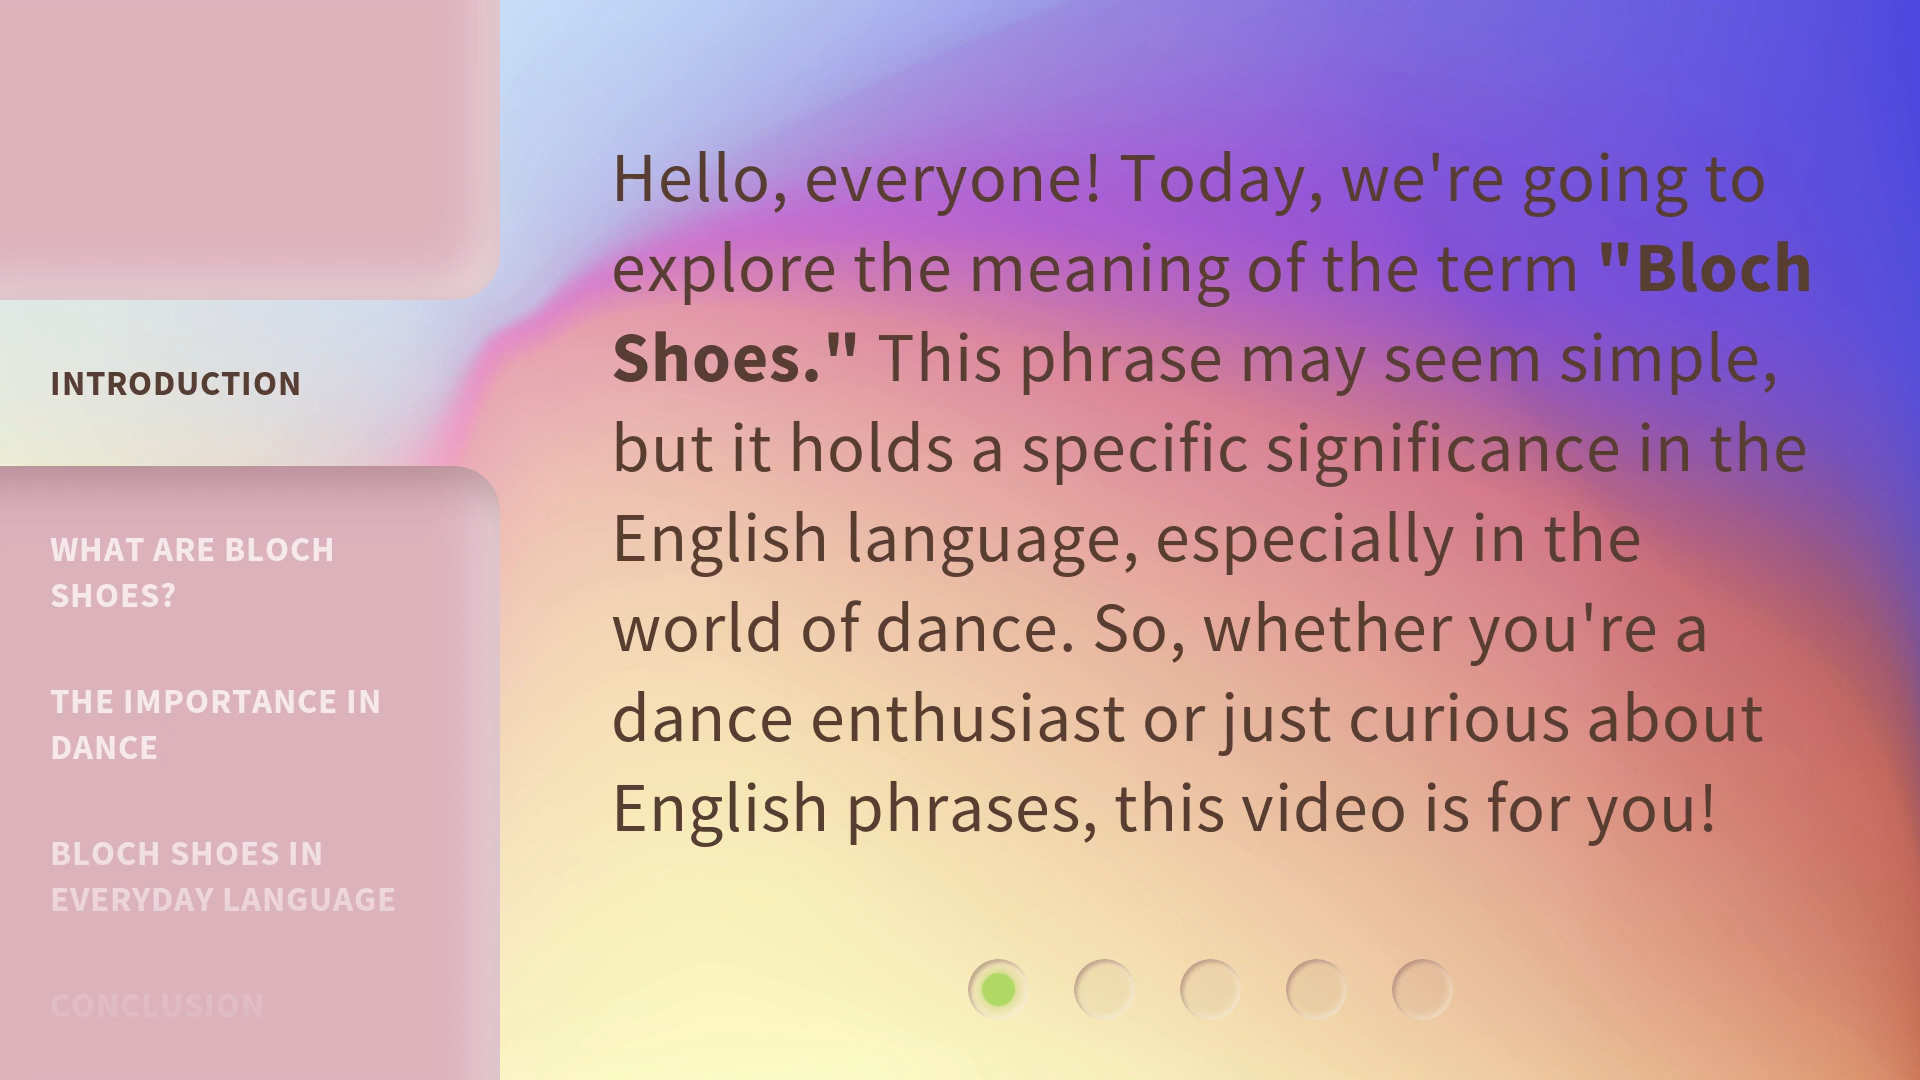 INTRODUCTION
WHAT ARE BLOCH
SHOES?
THE IMPORTANCE IN
DANCE
BLOCH SHOES IN
EVERYDAY LANGUAGE
CONCLUSION
Hello, everyone! Today, we're going to
explore the meaning of the term "Bloch
Shoes." This phrase may seem simple,
but it holds a specific significance in the
English language, especially in the
world of dance. So, whether you're a
dance enthusiast or just curious about
English phrases, this video is for you!